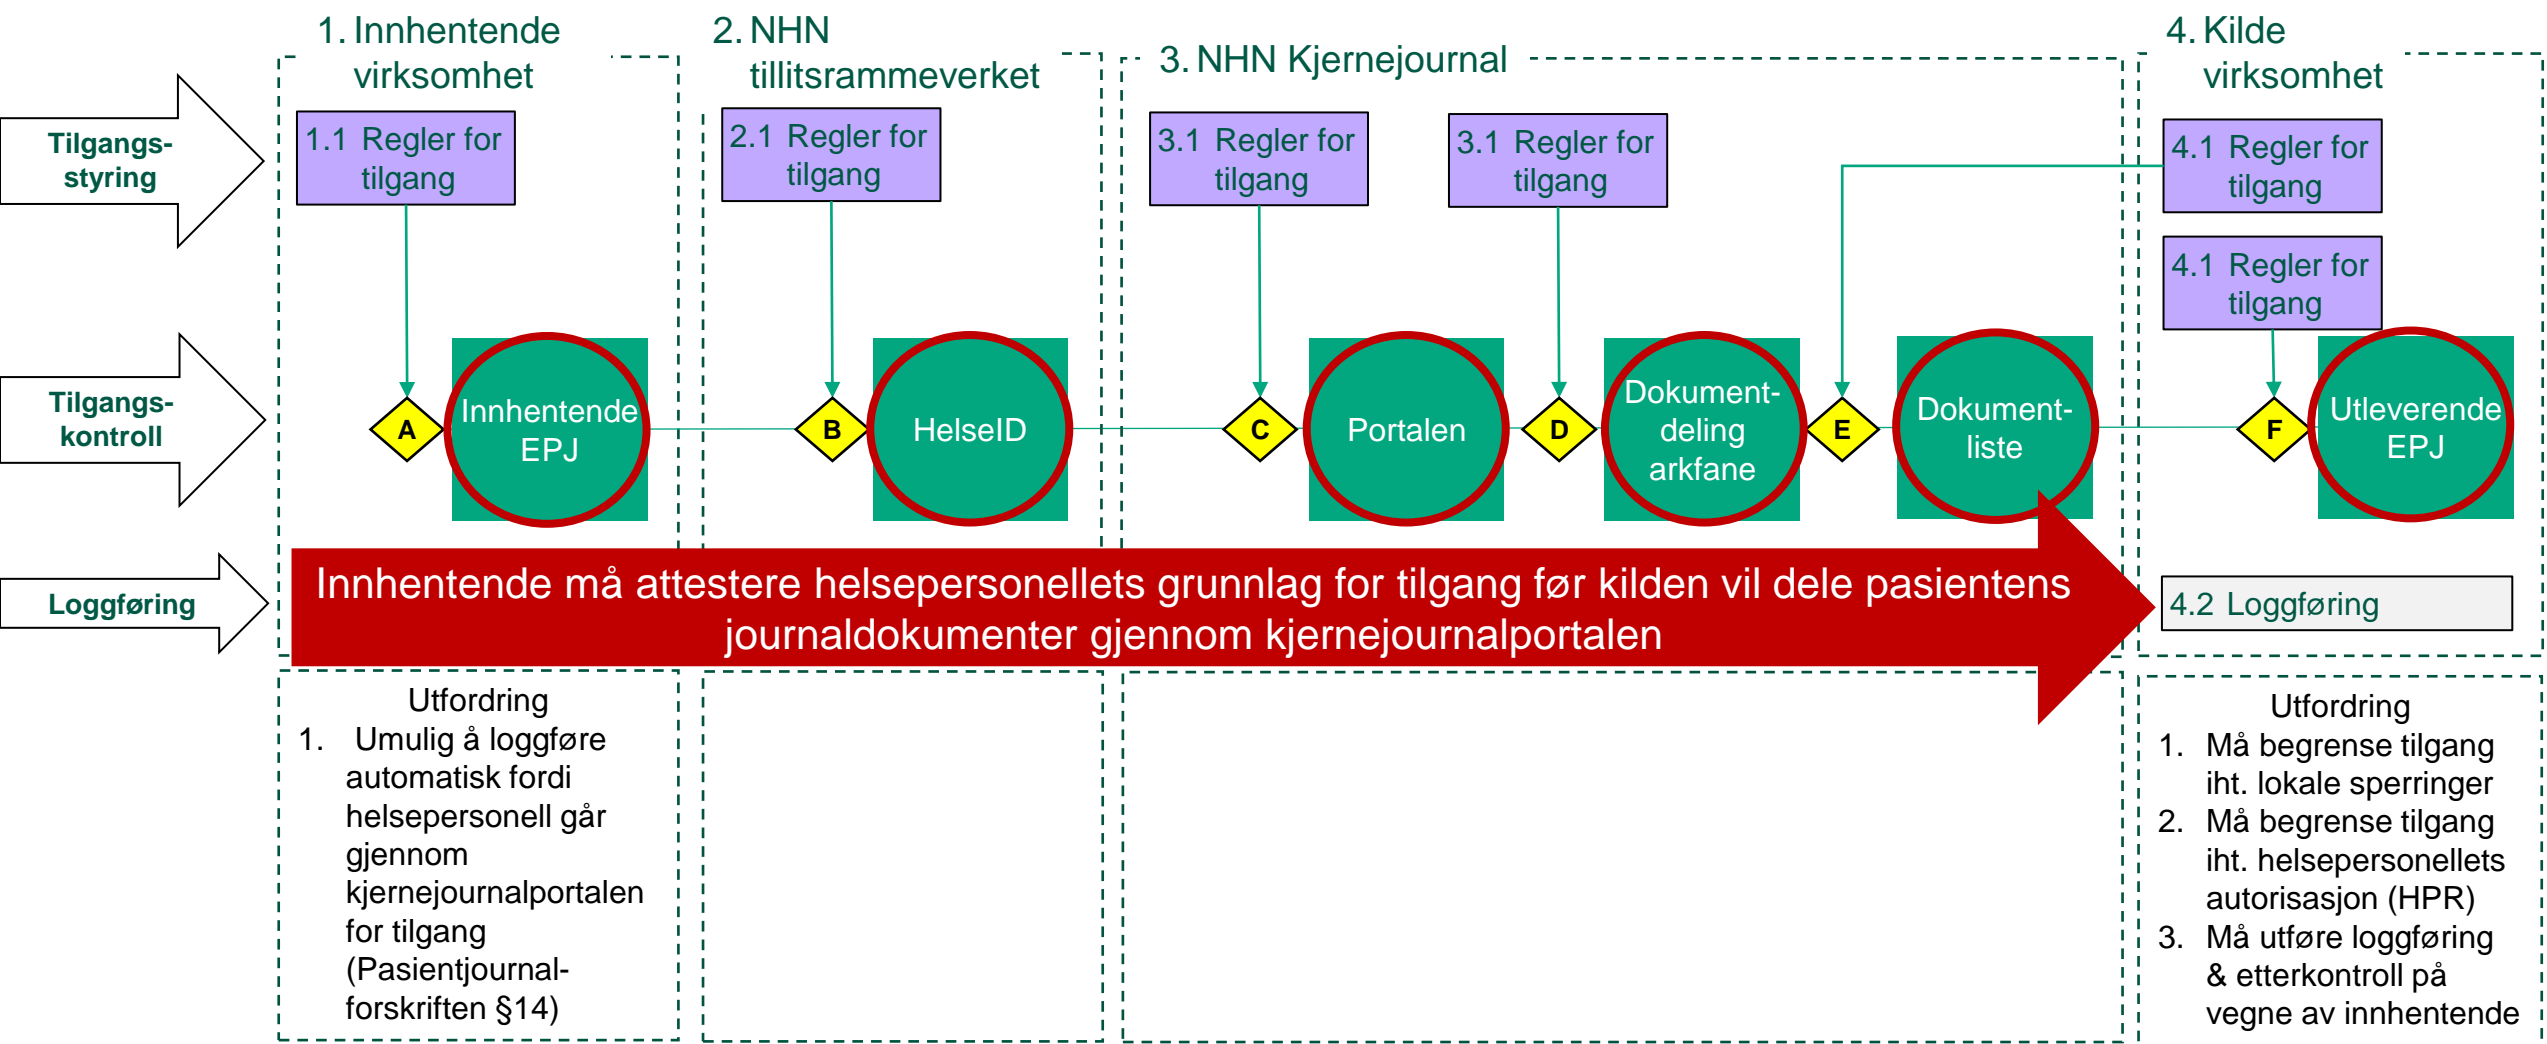 1. Innhentende
virksomhet
2. NHN
tillitsrammeverket
3. NHN Kjernejournal
4. Kilde
virksomhet
Tilgangs-
styring
1.1 Regler for
tilgang
2.1 Regler for
tilgang
3.1 Regler for
tilgang
3.1 Regler for
tilgang
4.1 Regler for
tilgang
4.1 Regler for
tilgang
Tilgangs-
kontroll
A
Innhentende
EPJ
B
HelseID
C
Portalen
D
Dokument-
deling
arkfane
E
Dokument-
liste
F
Utleverende
EPJ
Loggføring
Innhentende må attestere helsepersonellets grunnlag for tilgang før kilden vil dele pasientens
journaldokumenter gjennom kjernejournalportalen
4.2 Loggføring
Utfordring
1. Umulig å loggføre
automatisk fordi
helsepersonell går
gjennom
kjernejournalportalen
for tilgang
(Pasientjournal-
forskriften §14)
Utfordring
1. Må begrense tilgang
iht. lokale sperringer
2. Må begrense tilgang
iht. helsepersonellets
autorisasjon (HPR)
3. Må utføre loggføring
& etterkontroll på
vegne av innhentende